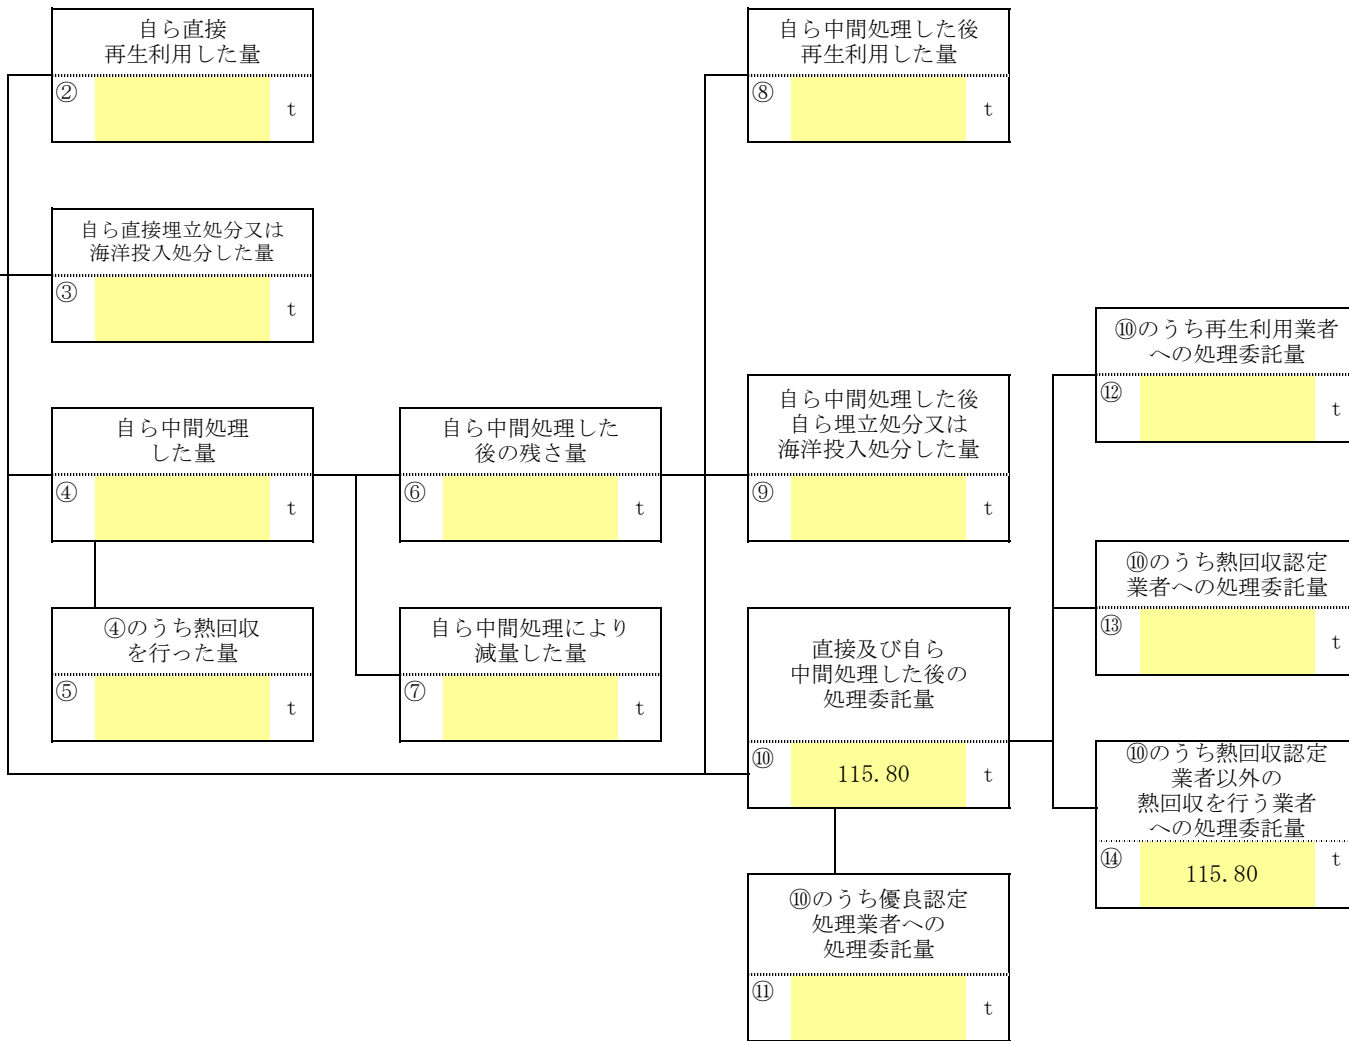 自ら直接
再生利用した量
②
t
自ら中間処理した後
再生利用した量
⑧
t
自ら直接埋立処分又は
海洋投入処分した量
③
t
⑩のうち再生利用業者
への処理委託量
⑫
t
自ら中間処理
した量
④
t
自ら中間処理した
後の残さ量
⑥
t
自ら中間処理した後
自ら埋立処分又は
海洋投入処分した量
⑨
t
⑩のうち熱回収認定
業者への処理委託量
⑬
t
④のうち熱回収
を行った量
⑤
t
自ら中間処理により
減量した量
⑦
t
直接及び自ら
中間処理した後の
処理委託量
⑩
115.80
t
⑩のうち熱回収認定
業者以外の
熱回収を行う業者
への処理委託量
⑭
115.80
t
⑩のうち優良認定
処理業者への
処理委託量
⑪
t